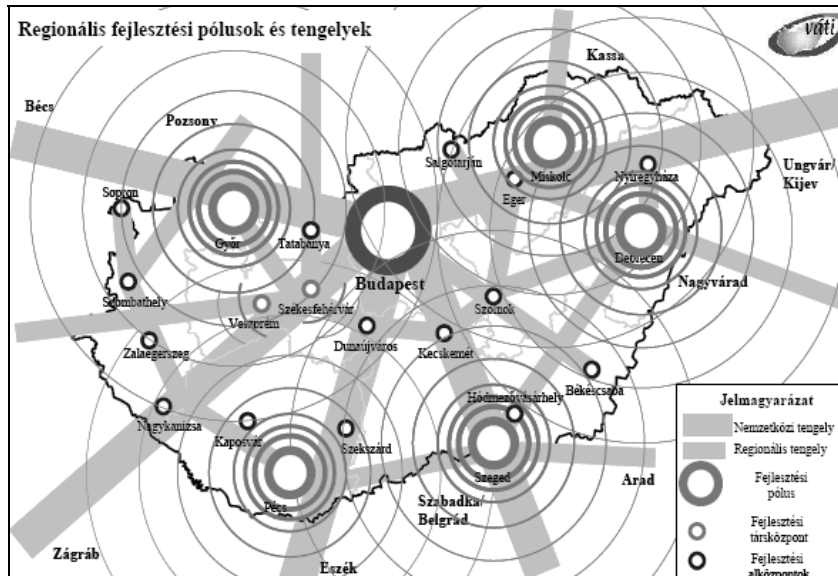 Regionális fejlesztési pólusok és tengelyek
váti
Kassa
Bécs
Pozsony
Salgótarján
Miskolc
Nyíregyháza
Ungvár/
Kijev
Eger
Sopron
Győr
Tatabánya
Debrecen
Budapest
Nagyvárad
Szombathely
Veszprém
Székesfehérvár
Szolnok
Dunaújváros
Kecskemét
Zalaegerszeg
Békéscsaba
Hódmezővásárhely
Nagykanizsa
Kaposvár
Szekszárd
Szeged
Pécs
Arad
Szabadka/
Belgrád
Zágráb
Eszék
Jelmagyarázat
Nemzetközi tengely
Regionális tengely
Fejlesztési
pólus
Fejlesztési
társközpont
Fejlesztési
alközpontok